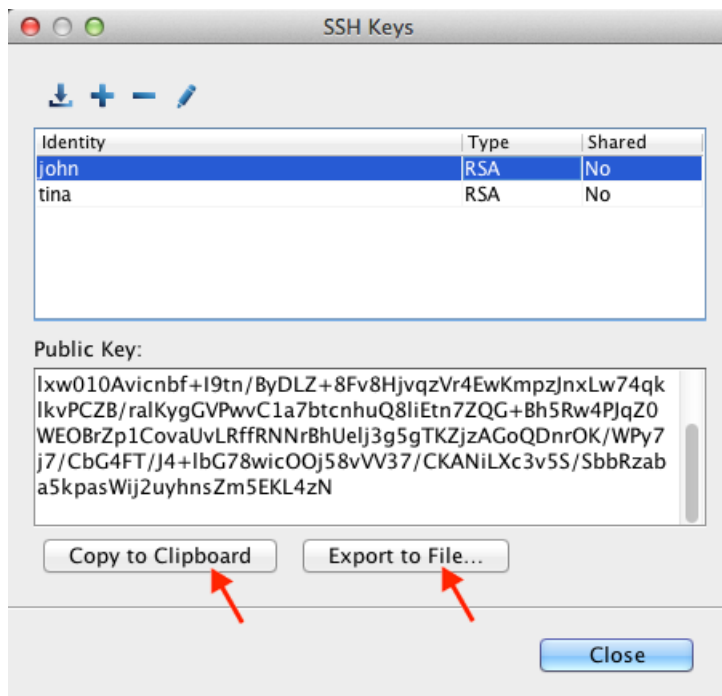 SSH Keys
Identity Type Shared
john RSA No
tina RSA No
Public Key:
lxw010Avicnbf+I9tn/ByDLZ+8Fv8HjvqzVr4EwKmpzJnxLw74qk
lkvPCZB/ralKygGVPwvC1a7btcnhuQ8liEtn7ZQG+Bh5Rw4PJqZ0
WEOBrZp1CovaUvLRffRNNrBhUelj3g5gTKZjzAGoQDnrOK/WPy7
j7/CbG4FT/J4+lbG78wicOOj58vVV37/CKANiLXc3v5S/SbbRzab
a5kpasWij2uyhnsZm5EKL4zN
Copy to Clipboard Export to File...
Close